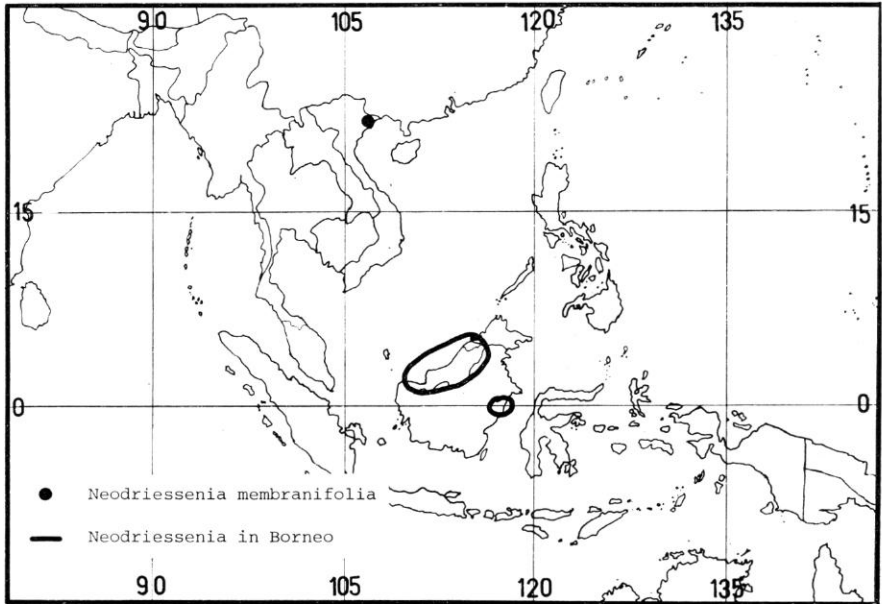 90 105 120 135
15 15
0 0
● Neodriessenia membranifolia
— Neodriessenia in Borneo
90 105 120 135